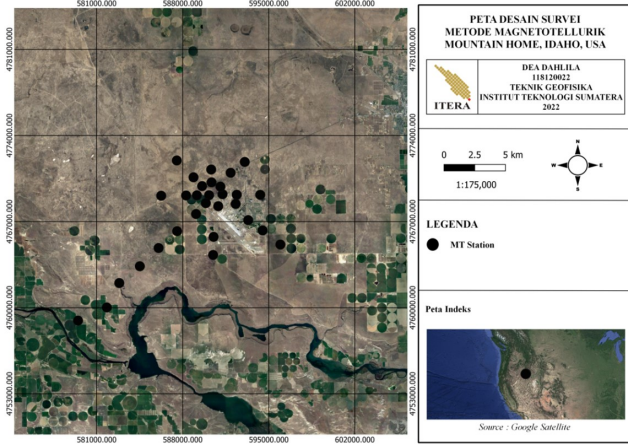 581000.000 588000.000 595000.000 602000.000
4781000.000 4781000.000
4774000.000 4774000.000
4767000.000 4767000.000
4760000.000 4760000.000
4753000.000 4753000.000
581000.000 588000.000 595000.000 602000.000
PETA DESAIN SURVEI
METODE MAGNETOTELLURIK
MOUNTAIN HOME, IDAHO, USA
ITERA
DEA DAHLILA
118120022
TEKNIK GEOFISIKA
INSTITUT TEKNOLOGI SUMATERA
2022
0 2.5 5 km
1:175,000
N
W E
S
LEGENDA
MT Station
Peta Indeks
Source : Google Satellite